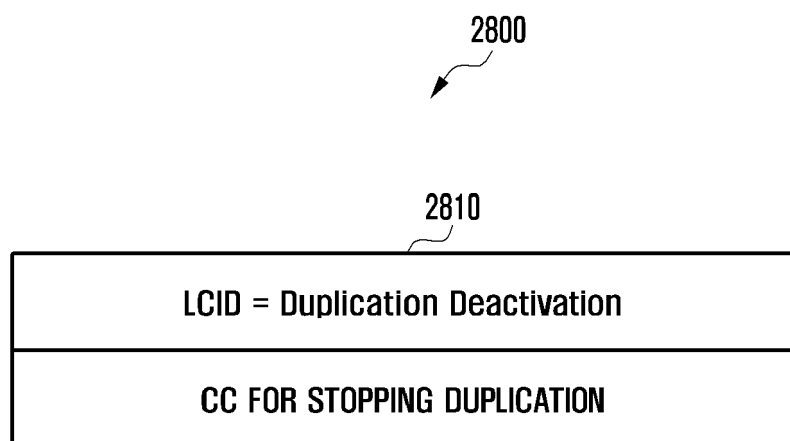 2800
2810
LCID = Duplication Deactivation
CC FOR STOPPING DUPLICATION